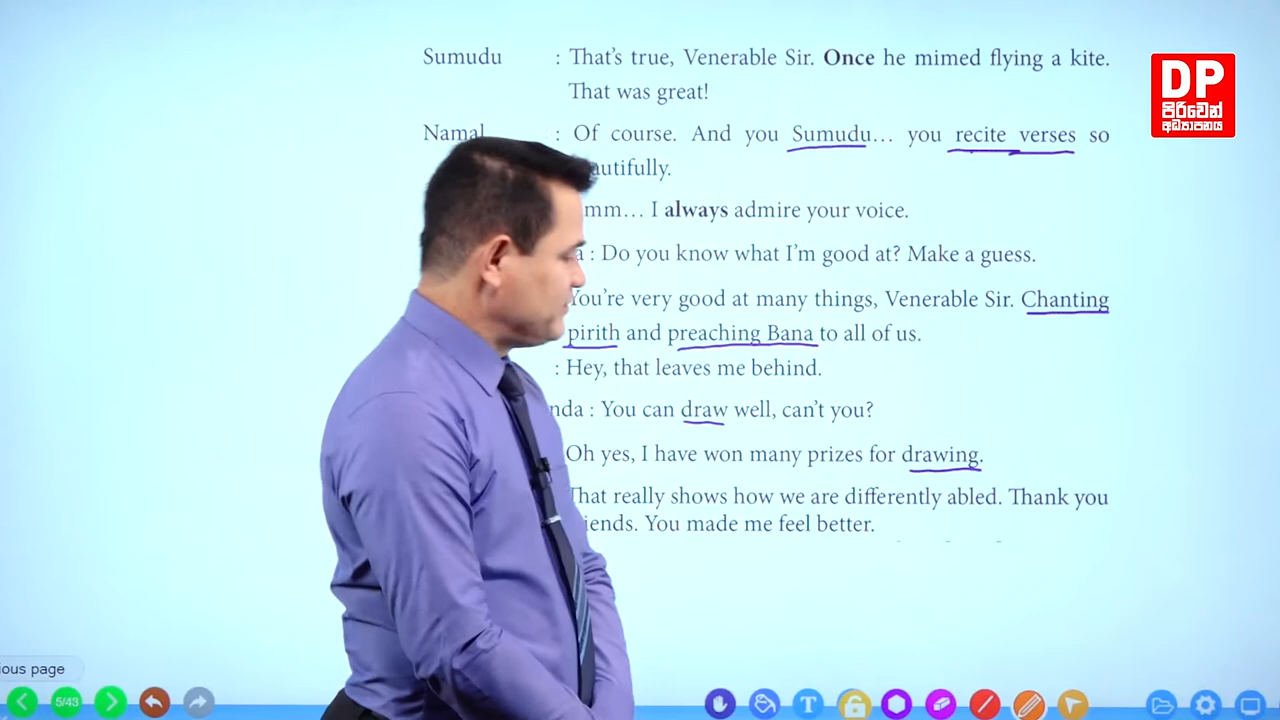 Sumudu : That's true, Venerable Sir. Once he mimed flying a kite.
That was great!
DP
පිරිවෙන්
අධ්‍යාපනය
Namal : Of course. And you Sumudu… you recite verses so
autifully.
mm… I always admire your voice.
a : Do you know what I'm good at? Make a guess.
You're very good at many things, Venerable Sir. Chanting
pirith and preaching Bana to all of us.
: Hey, that leaves me behind.
nda : You can draw well, can't you?
Oh yes, I have won many prizes for drawing.
That really shows how we are differently abled. Thank you
iends. You made me feel better.
ious page
5/43
T